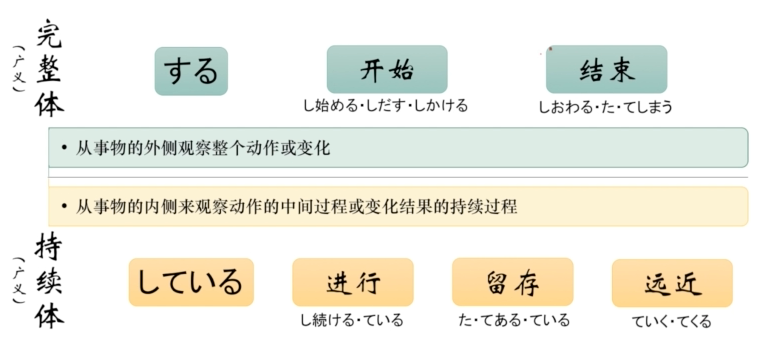 完整体
(广义)
する
开始
结束
し始める・しだす・しかける
しおわる・た・てしまう
• 从事物的外侧观察整个动作或变化
• 从事物的内侧来观察动作的中间过程或变化结果的持续过程
持续体
(广义)
している
进行
留存
远近
し続ける・ている
た・てある・ている
ていく・てくる